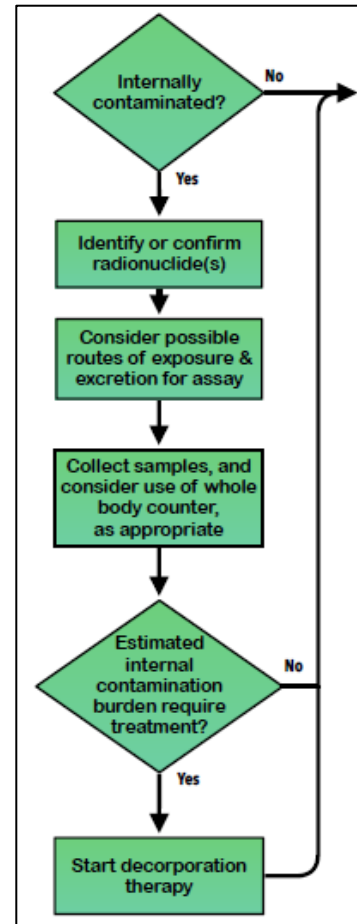 Internally
contaminated?
No
Yes
Identify or confirm
radionuclide(s)
Consider possible
routes of exposure &
excretion for assay
Collect samples, and
consider use of whole
body counter,
as appropriate
Estimated
internal
contamination
burden require
treatment?
No
Yes
Start decorporation
therapy